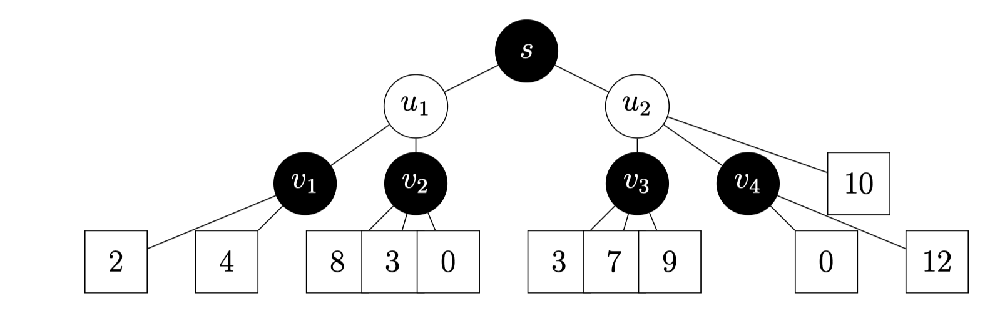 s
u₁ u₂
v₁ v₂ v₃ v₄ 10
2 4 8 3 0 3 7 9 0 12